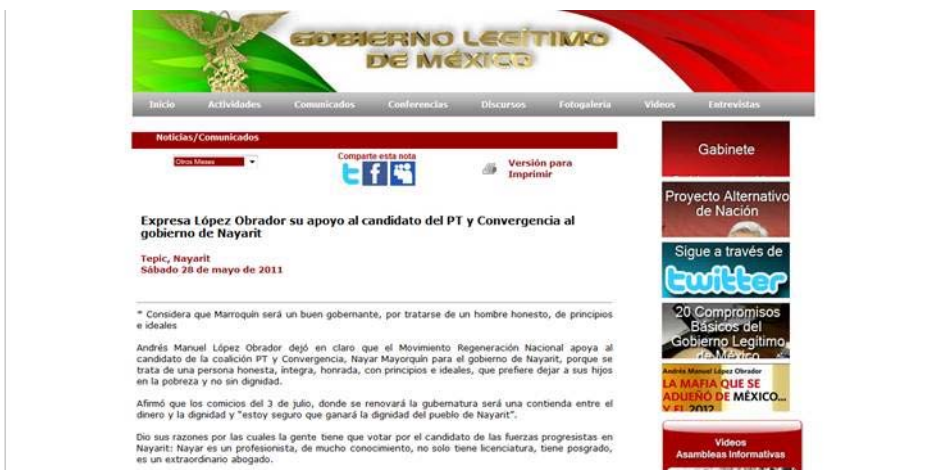 GOBIERNO LEGÍTIMO
DE MÉXICO
Inicio Actividades Comunicados Conferencias Discursos Fotogalería Videos Entrevistas
Noticias/Comunicados
Otros Meses
Comparte esta nota
Versión para
Imprimir
Expresa López Obrador su apoyo al candidato del PT y Convergencia al
gobierno de Nayarit
Tepic, Nayarit
Sábado 28 de mayo de 2011
* Considera que Marroquín será un buen gobernante, por tratarse de un hombre honesto, de principios
e ideales
Andrés Manuel López Obrador dejó en claro que el Movimiento Regeneración Nacional apoya al
candidato de la coalición PT y Convergencia, Nayar Mayorquín para el gobierno de Nayarit, porque se
trata de una persona honesta, íntegra, honrada, con principios e ideales, que prefiere dejar a sus hijos
en la pobreza y no sin dignidad.
Afirmó que los comicios del 3 de julio, donde se renovará la gubernatura será una contienda entre el
dinero y la dignidad y "estoy seguro que ganará la dignidad del pueblo de Nayarit".
Dio sus razones por las cuales la gente tiene que votar por el candidato de las fuerzas progresistas en
Nayarit: Nayar es un profesionista, de mucho conocimiento, no solo tiene licenciatura, tiene posgrado,
es un extraordinario abogado.
Gabinete
Proyecto Alternativo
de Nación
Sigue a través de
twitter
20 Compromisos
Básicos del
Gobierno Legítimo
de México
Andrés Manuel López Obrador
LA MAFIA QUE SE
ADUEÑÓ DE MÉXICO...
Y EL 2012
Videos
Asambleas Informativas